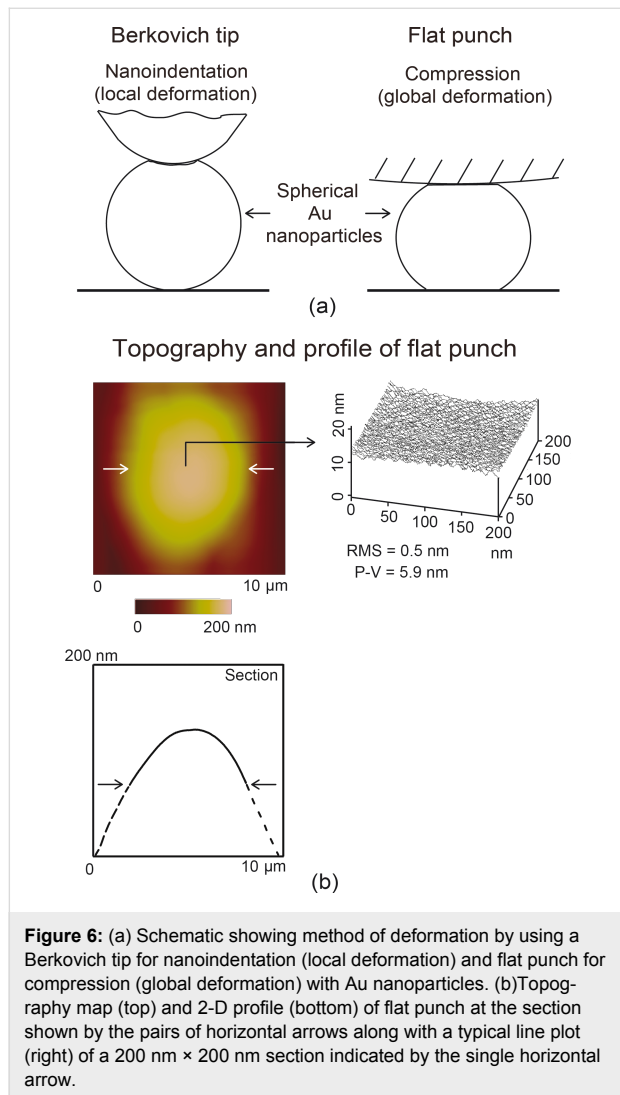 Berkovich tip
Flat punch
Nanoindentation
(local deformation)
Compression
(global deformation)
Spherical
Au
nanoparticles
(a)
Topography and profile of flat punch
20 nm
10
0
0
50
100
150
200
nm
0
50
100
150
200
RMS = 0.5 nm
P-V = 5.9 nm
0
10 µm
0
200 nm
200 nm
Section
0
10 µm
(b)
Figure 6: (a) Schematic showing method of deformation by using a
Berkovich tip for nanoindentation (local deformation) and flat punch for
compression (global deformation) with Au nanoparticles. (b)Topog-
raphy map (top) and 2-D profile (bottom) of flat punch at the section
shown by the pairs of horizontal arrows along with a typical line plot
(right) of a 200 nm × 200 nm section indicated by the single horizontal
arrow.